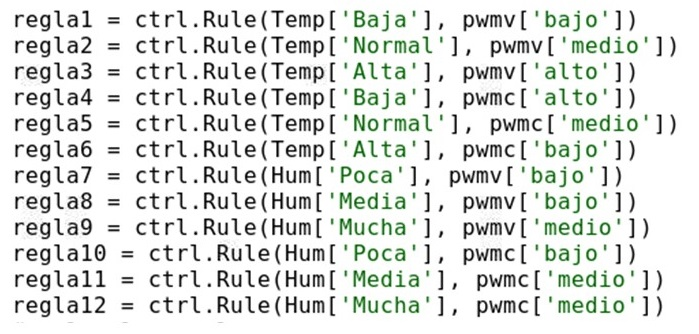 regla1 = ctrl.Rule(Temp['Baja'], pwmv['bajo'])
regla2 = ctrl.Rule(Temp['Normal'], pwmv['medio'])
regla3 = ctrl.Rule(Temp['Alta'], pwmv['alto'])
regla4 = ctrl.Rule(Temp['Baja'], pwmc['alto'])
regla5 = ctrl.Rule(Temp['Normal'], pwmc['medio'])
regla6 = ctrl.Rule(Temp['Alta'], pwmc['bajo'])
regla7 = ctrl.Rule(Hum['Poca'], pwmv['bajo'])
regla8 = ctrl.Rule(Hum['Media'], pwmv['bajo'])
regla9 = ctrl.Rule(Hum['Mucha'], pwmv['medio'])
regla10 = ctrl.Rule(Hum['Poca'], pwmc['bajo'])
regla11 = ctrl.Rule(Hum['Media'], pwmc['medio'])
regla12 = ctrl.Rule(Hum['Mucha'], pwmc['medio'])